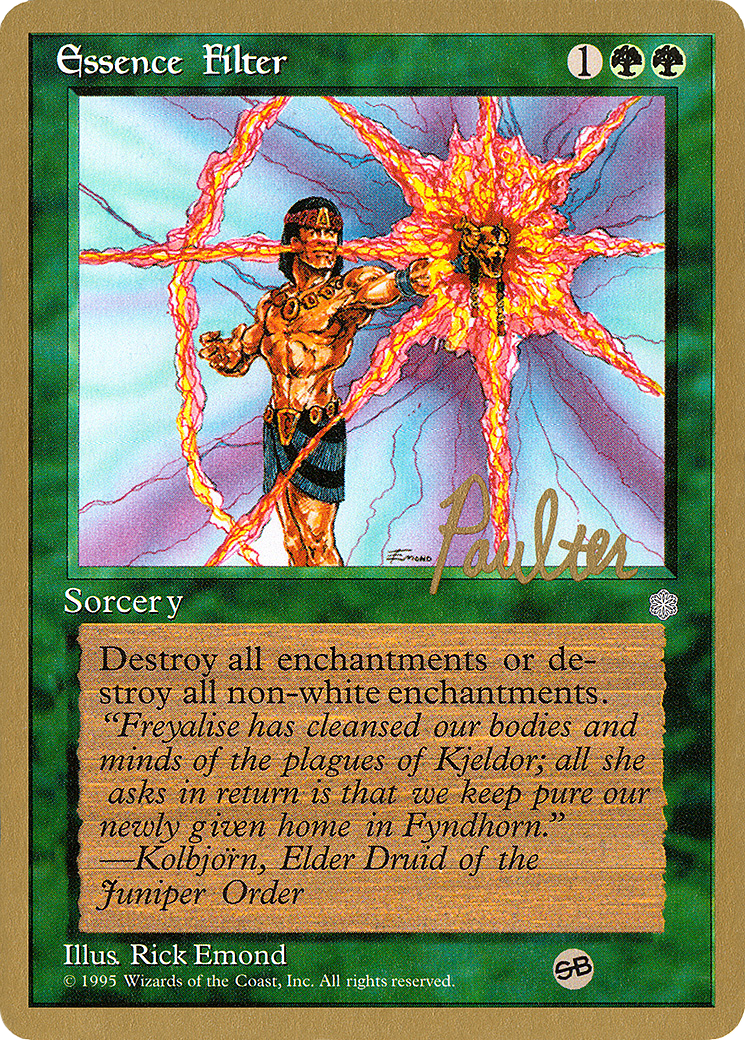 Essence Filter 1
Emond
Paulter
Sorcery
Destroy all enchantments or de-
stroy all non-white enchantments.
“Freyalise has cleansed our bodies and
minds of the plagues of Kjeldor; all she
asks in return is that we keep pure our
newly given home in Fyndhorn.”
—Kolbjörn, Elder Druid of the
Juniper Order
Illus. Rick Emond
© 1995 Wizards of the Coast, Inc. All rights reserved.
SB